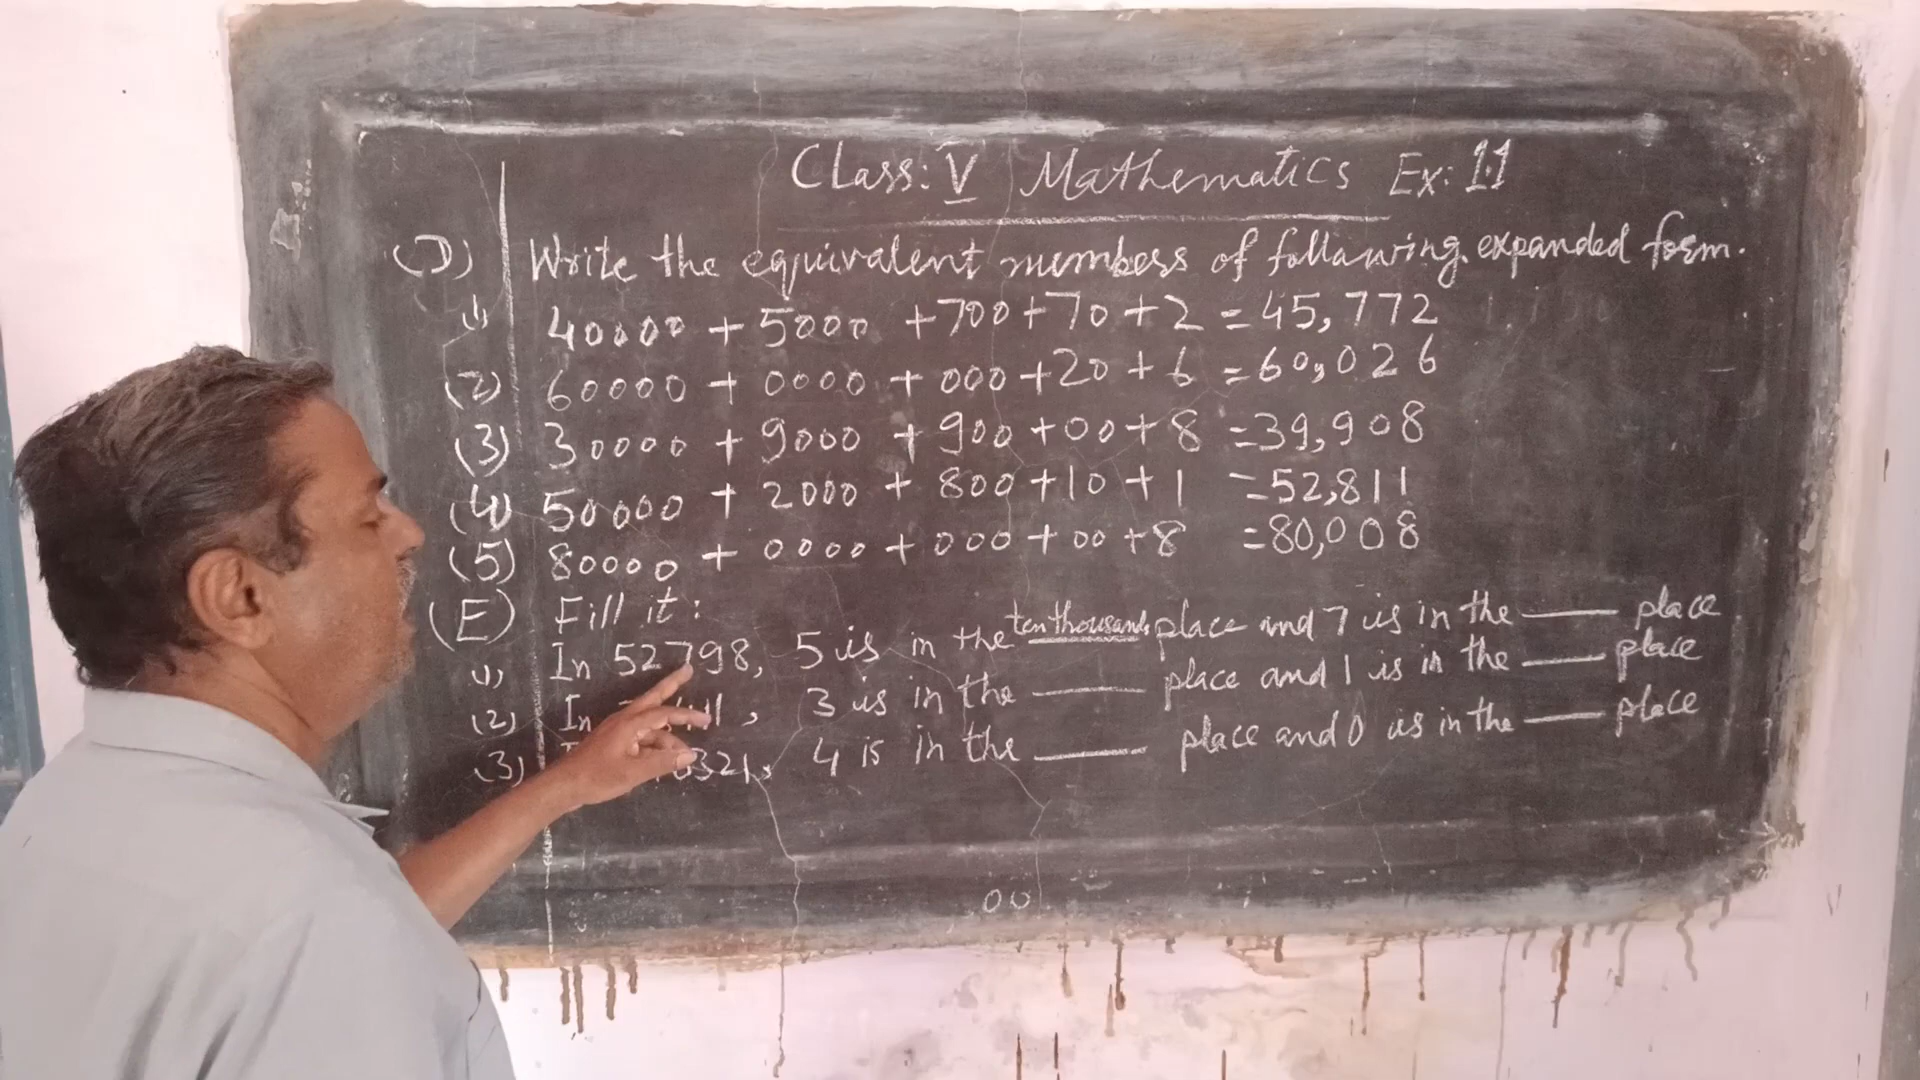 Class: V Mathematics Ex: 1.1
(D) Write the equivalent numbers of following expanded form.
(1) 40000 + 5000 + 700 + 70 + 2 = 45,772
(2) 60000 + 0000 + 000 + 20 + 6 = 60,026
(3) 30000 + 9000 + 900 + 00 + 8 = 39,908
(4) 50000 + 2000 + 800 + 10 + 1 = 52,811
(5) 80000 + 0000 + 000 + 00 + 8 = 80,008
(E) Fill it:
(1) In 52798, 5 is in the ten thousands place and 7 is in the ____ place
(2) In , 3 is in the ____ place and 1 is in the ____ place
(3) 4 is in the ____ place and 0 is in the ____ place
00